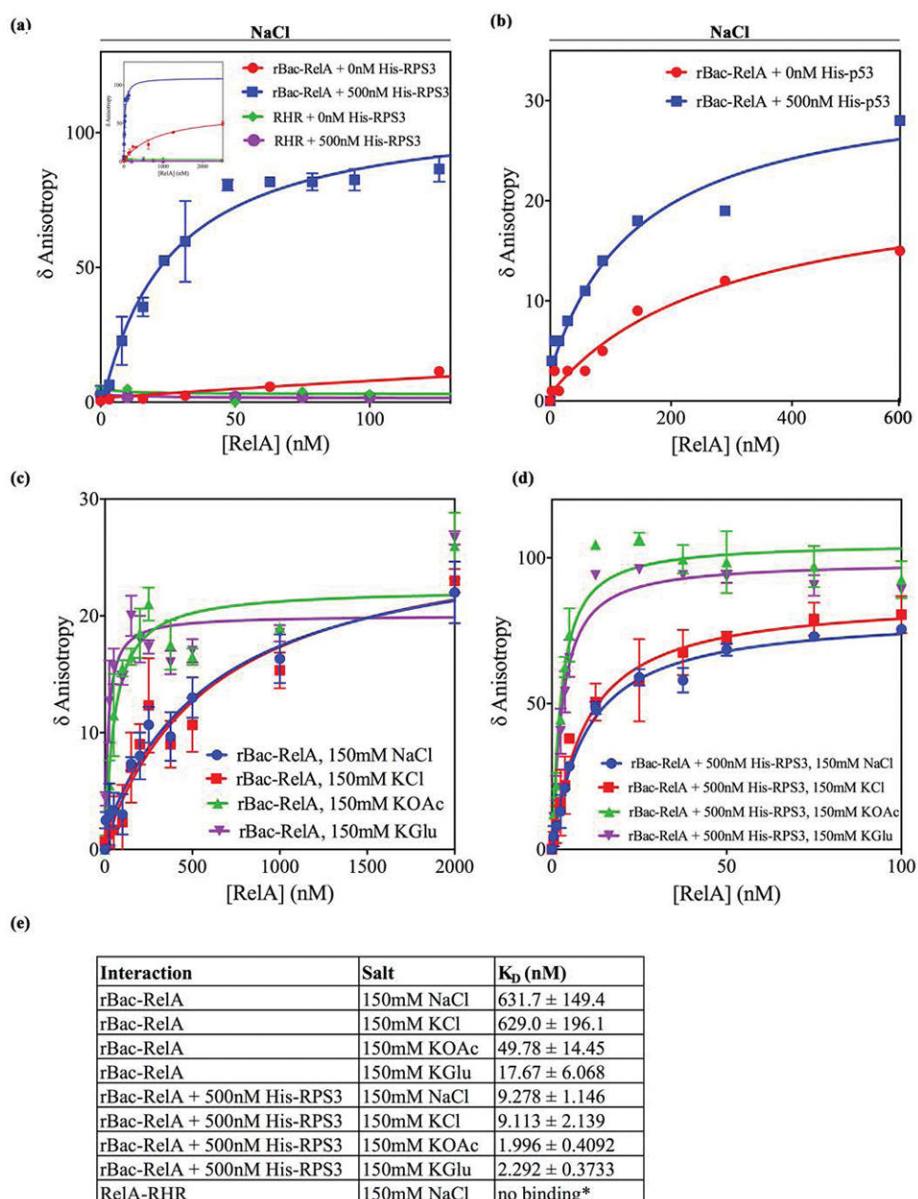 (a)
NaCl
rBac-RelA + 0nM His-RPS3
rBac-RelA + 500nM His-RPS3
RHR + 0nM His-RPS3
RHR + 500nM His-RPS3
δ Anisotropy
100
50
0
100
50
0
0
1000
2000
δ Anisotropy
[RelA] (nM)
0
50
100
[RelA] (nM)
(b)
NaCl
rBac-RelA + 0nM His-p53
rBac-RelA + 500nM His-p53
δ Anisotropy
30
20
10
0
0
200
400
600
[RelA] (nM)
(c)
δ Anisotropy
30
20
10
0
rBac-RelA, 150mM NaCl
rBac-RelA, 150mM KCl
rBac-RelA, 150mM KOAc
rBac-RelA, 150mM KGlu
0
500
1000
1500
2000
[RelA] (nM)
(d)
δ Anisotropy
100
50
0
rBac-RelA + 500nM His-RPS3, 150mM NaCl
rBac-RelA + 500nM His-RPS3, 150mM KCl
rBac-RelA + 500nM His-RPS3, 150mM KOAc
rBac-RelA + 500nM His-RPS3, 150mM KGlu
0
50
100
[RelA] (nM)
(e)
Interaction Salt K_D (nM)
rBac-RelA 150mM NaCl 631.7 ± 149.4
rBac-RelA 150mM KCl 629.0 ± 196.1
rBac-RelA 150mM KOAc 49.78 ± 14.45
rBac-RelA 150mM KGlu 17.67 ± 6.068
rBac-RelA + 500nM His-RPS3 150mM NaCl 9.278 ± 1.146
rBac-RelA + 500nM His-RPS3 150mM KCl 9.113 ± 2.139
rBac-RelA + 500nM His-RPS3 150mM KOAc 1.996 ± 0.4092
rBac-RelA + 500nM His-RPS3 150mM KGlu 2.292 ± 0.3733
RelA-RHR 150mM NaCl no binding*